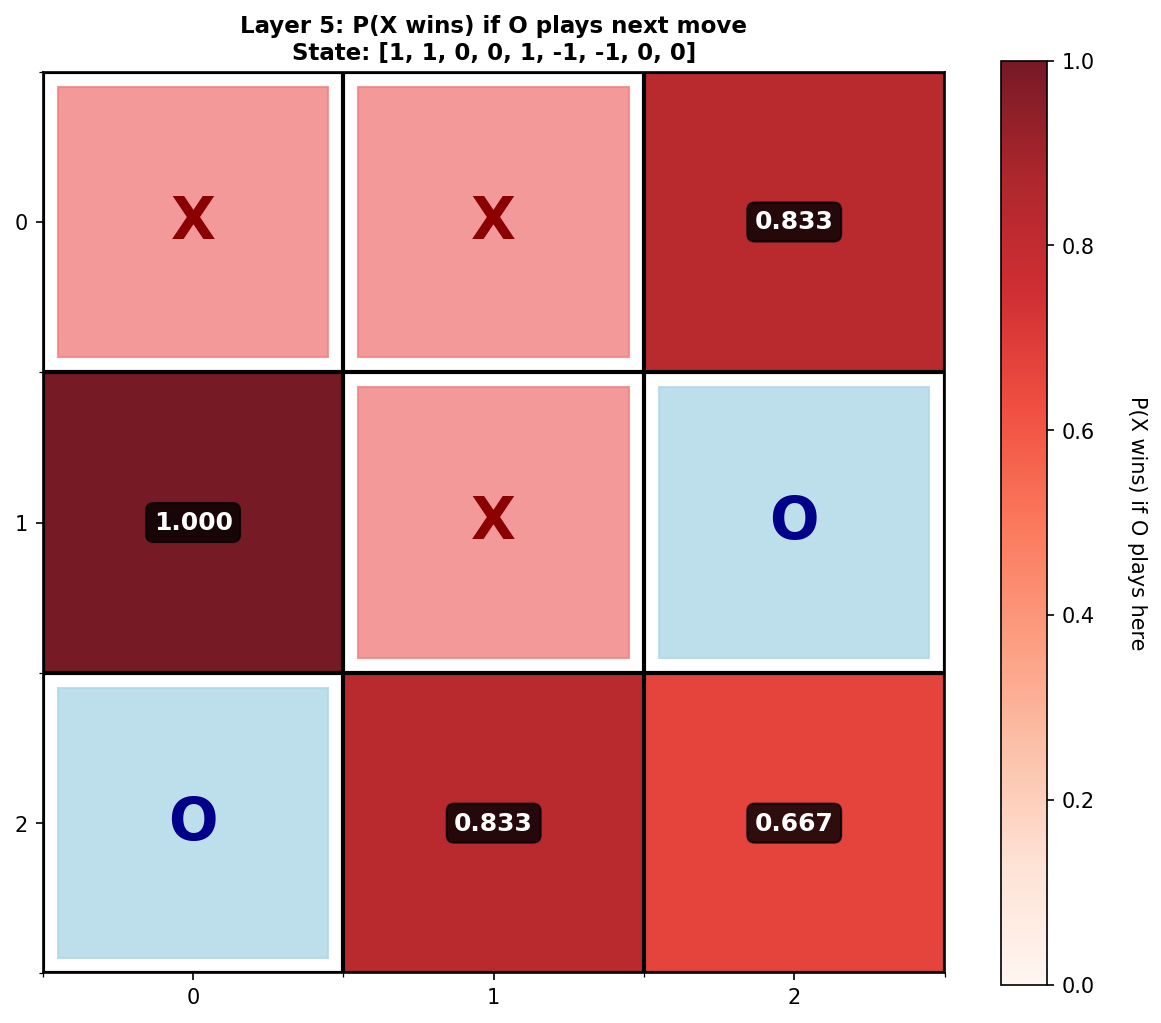 Layer 5: P(X wins) if O plays next move
State: [1, 1, 0, 0, 1, -1, -1, 0, 0]
X
X
0.833
1.000
X
O
O
0.833
0.667
0
1
2
0
1
2
1.0
0.8
0.6
0.4
0.2
0.0
P(X wins) if O plays here